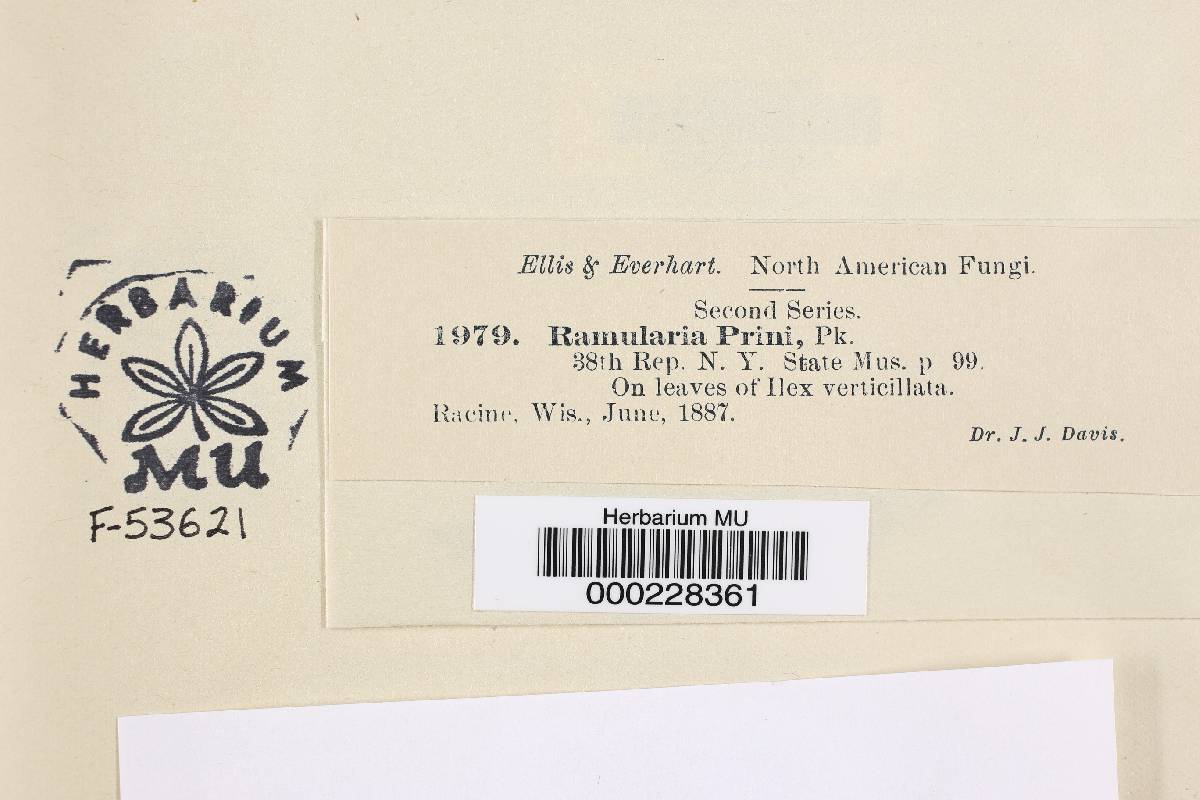 Ellis & Everhart. North American Fungi.
Second Series.
1979. Ramularia Prini, Pk.
38th Rep. N. Y. State Mus. p 99.
On leaves of Ilex verticillata.
Racine, Wis., June, 1887.
Dr. J. J. Davis.
HERBARIUM
MU
F-53621
Herbarium MU
000228361